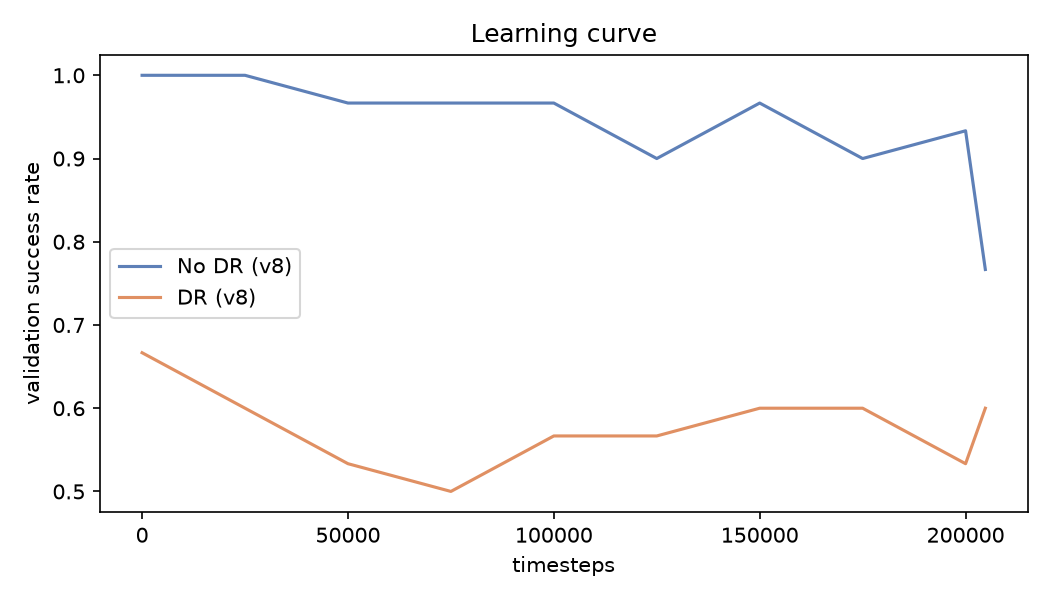 Learning curve
validation success rate
1.0
0.9
0.8
0.7
0.6
0.5
No DR (v8)
DR (v8)
0
50000
100000
150000
200000
timesteps